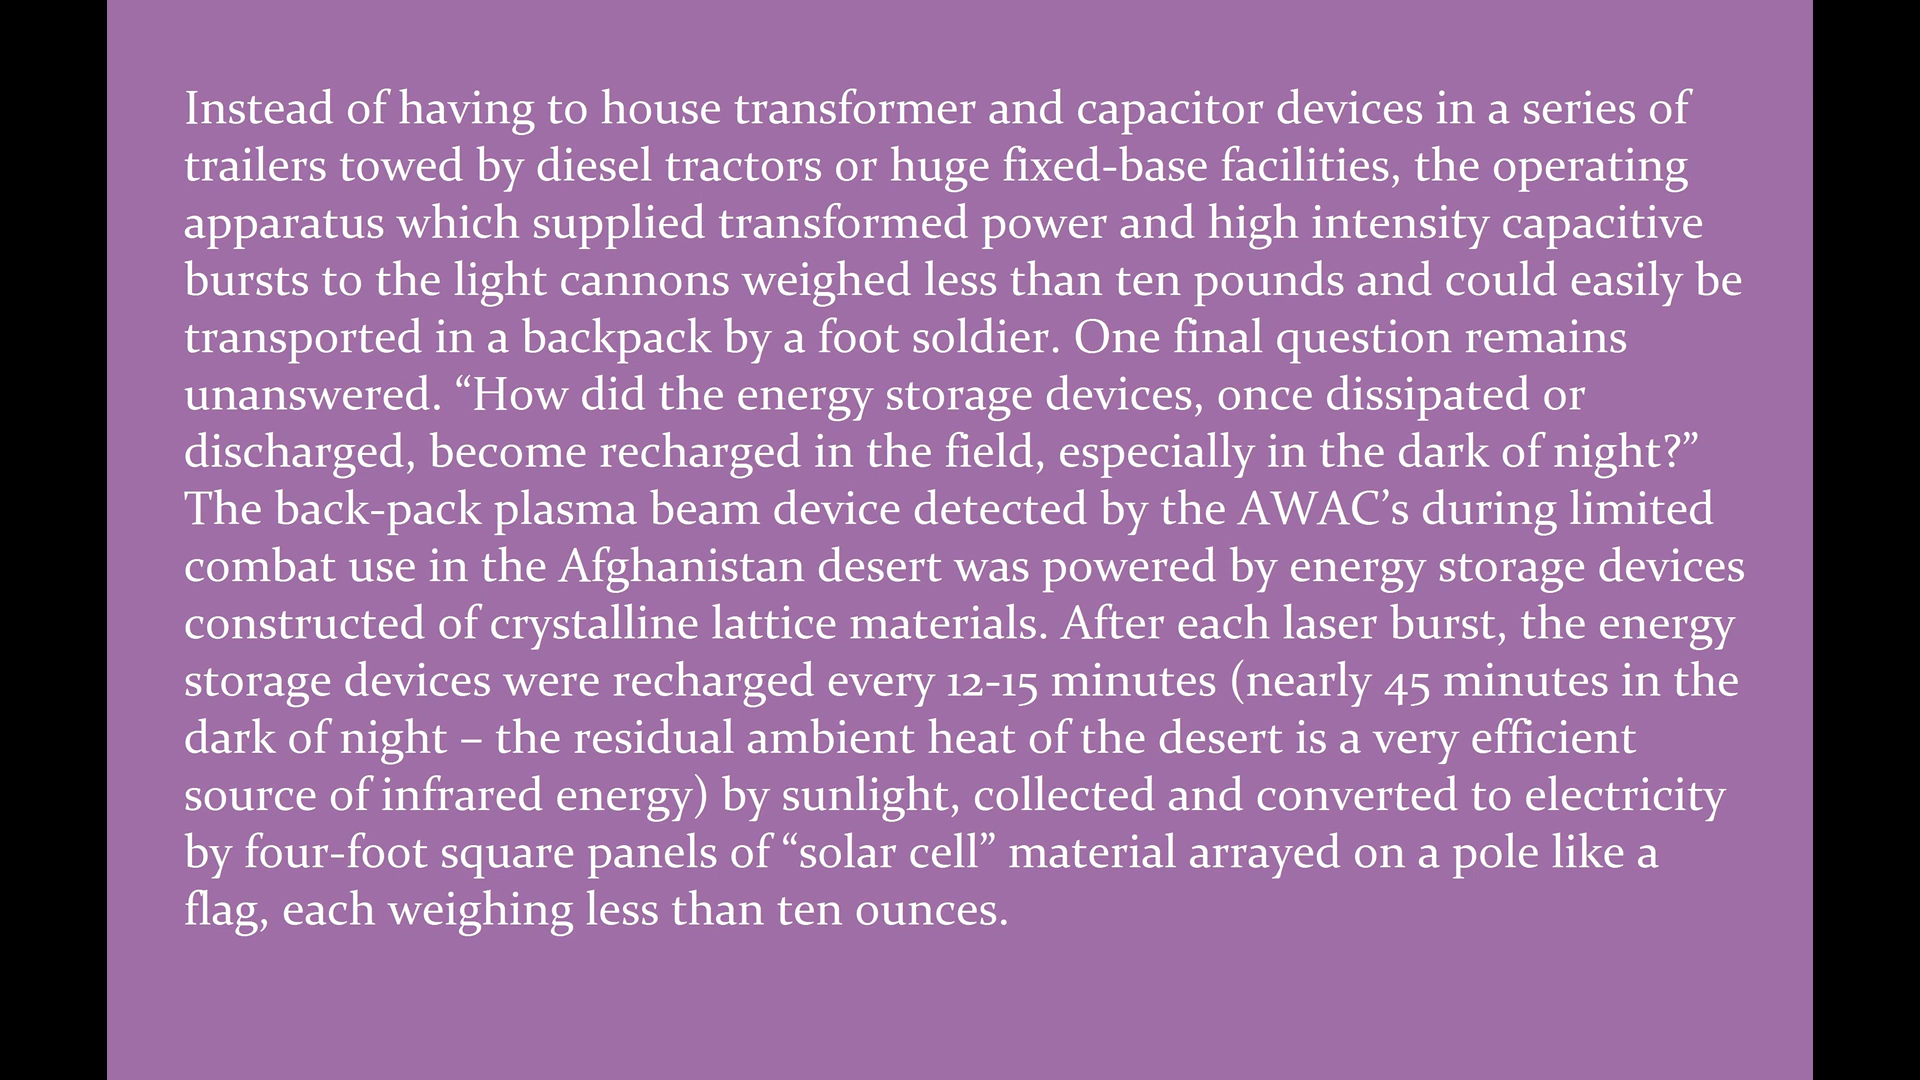 Instead of having to house transformer and capacitor devices in a series of
trailers towed by diesel tractors or huge fixed-base facilities, the operating
apparatus which supplied transformed power and high intensity capacitive
bursts to the light cannons weighed less than ten pounds and could easily be
transported in a backpack by a foot soldier. One final question remains
unanswered. “How did the energy storage devices, once dissipated or
discharged, become recharged in the field, especially in the dark of night?”
The back-pack plasma beam device detected by the AWAC’s during limited
combat use in the Afghanistan desert was powered by energy storage devices
constructed of crystalline lattice materials. After each laser burst, the energy
storage devices were recharged every 12-15 minutes (nearly 45 minutes in the
dark of night – the residual ambient heat of the desert is a very efficient
source of infrared energy) by sunlight, collected and converted to electricity
by four-foot square panels of “solar cell” material arrayed on a pole like a
flag, each weighing less than ten ounces.